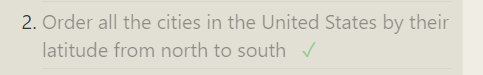 2. Order all the cities in the United States by their
latitude from north to south ✓